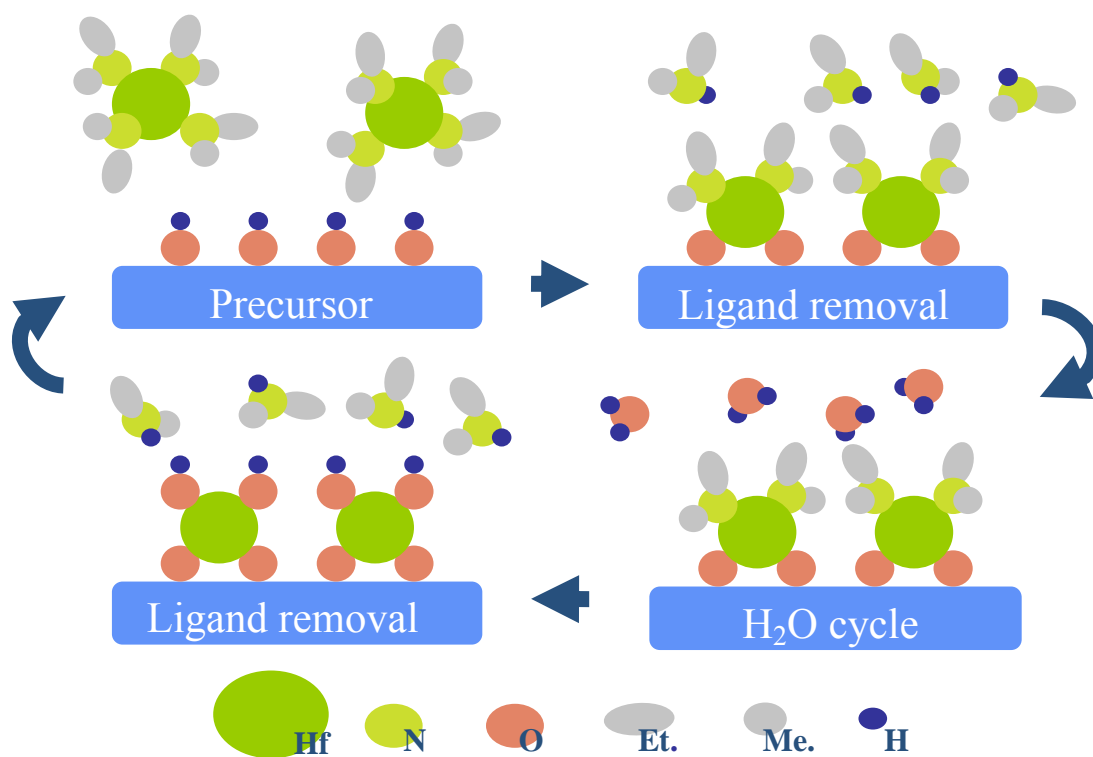 Precursor
Ligand removal
Ligand removal
H₂O cycle
Hf N O Et. Me. H